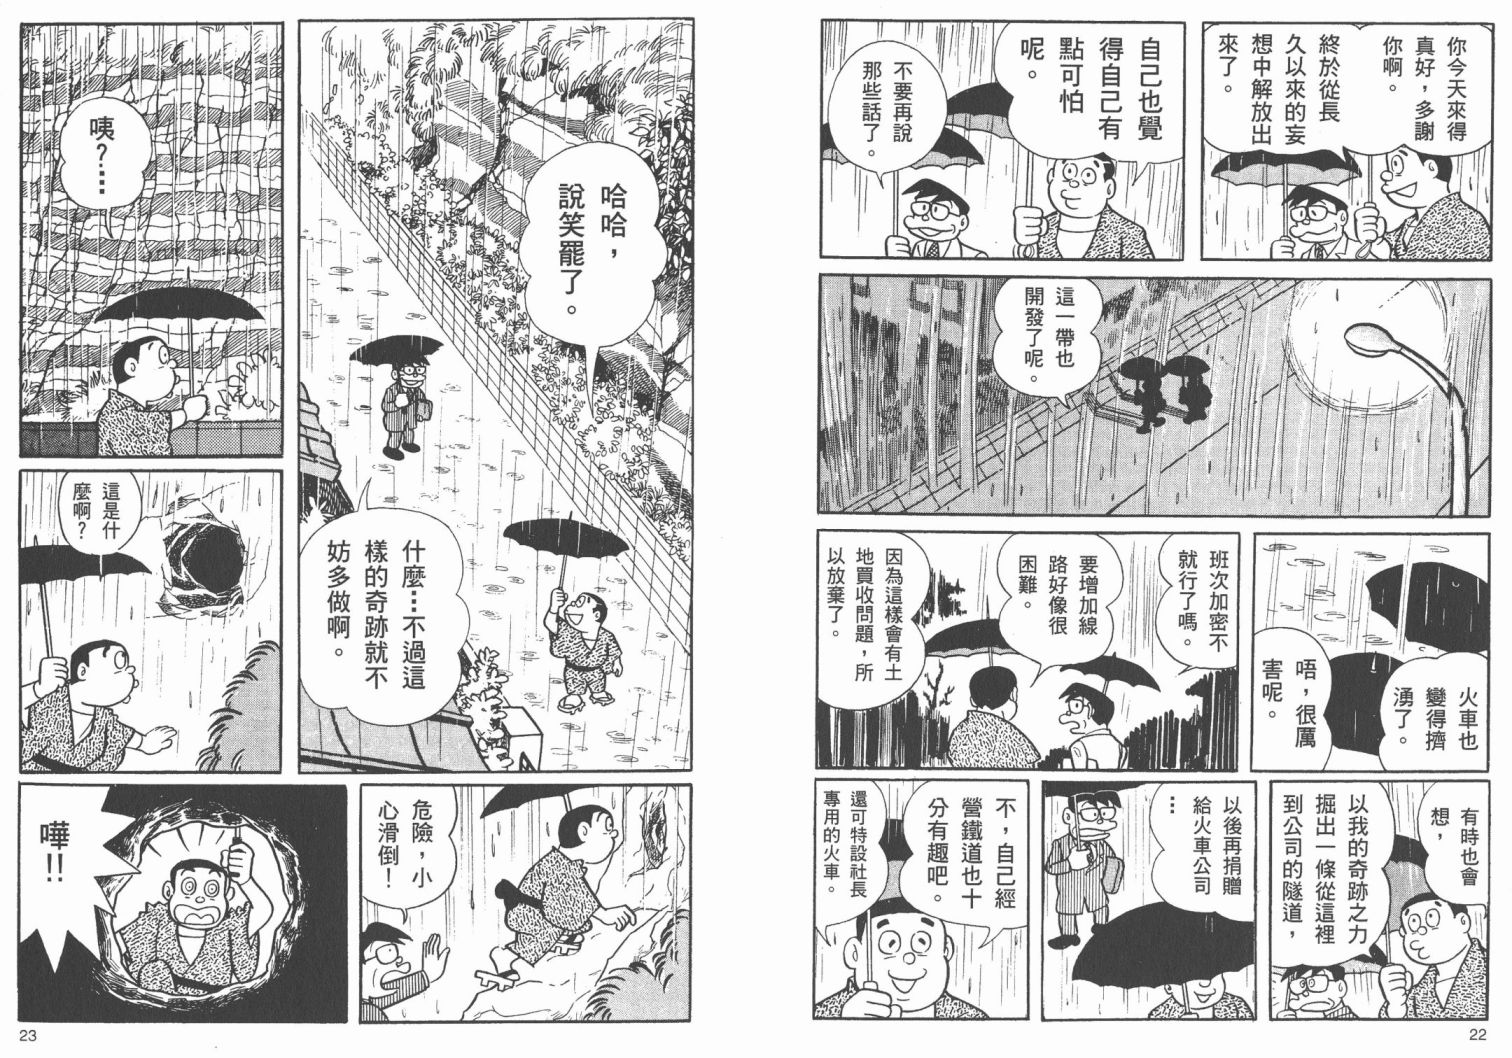 你今天來得
真好，多謝
你啊。
終於從長
久以來的妄
想中解放出
來了。
自己也覺
得自己有
點可怕
呢。
不要再說
那些話了。
這一帶也
開發了呢。
火車也
變得擠
湧了。
唔，很厲
害呢。
班次加密不
就行了嗎。
要增加線
路好像很
困難。
因為這樣會有土
地買收問題，所
以放棄了。
有時也會
想，
以我的奇跡之力
掘出一條從這裡
到公司的隧道，
以後再捐贈
給火車公司
…
不，自己經
營鐵道也十
分有趣吧。
還可特設社長
專用的火車。
22
哈哈，
說笑罷了。
什麼…不過這
樣的奇跡就不
妨多做啊。
咦？……
這是什
麼啊？
危險，小
心滑倒！
嘩!!
23